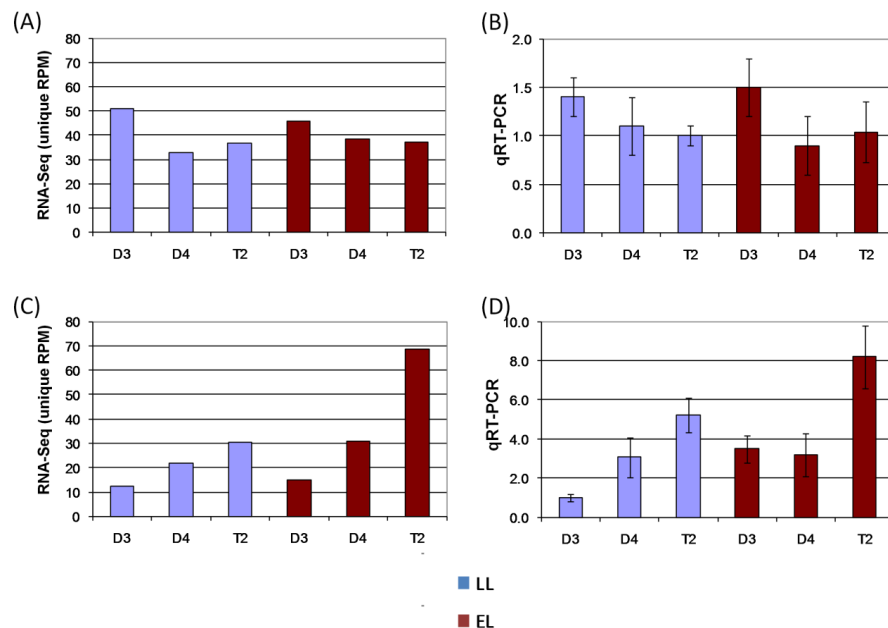 (A)
RNA-Seq (unique RPM)
80
70
60
50
40
30
20
10
0
D3 D4 T2 D3 D4 T2
(B)
qRT-PCR
2.0
1.5
1.0
0.5
0.0
D3 D4 T2 D3 D4 T2
(C)
RNA-Seq (unique RPM)
80
70
60
50
40
30
20
10
0
D3 D4 T2 D3 D4 T2
(D)
qRT-PCR
10.0
8.0
6.0
4.0
2.0
0.0
D3 D4 T2 D3 D4 T2
LL
EL